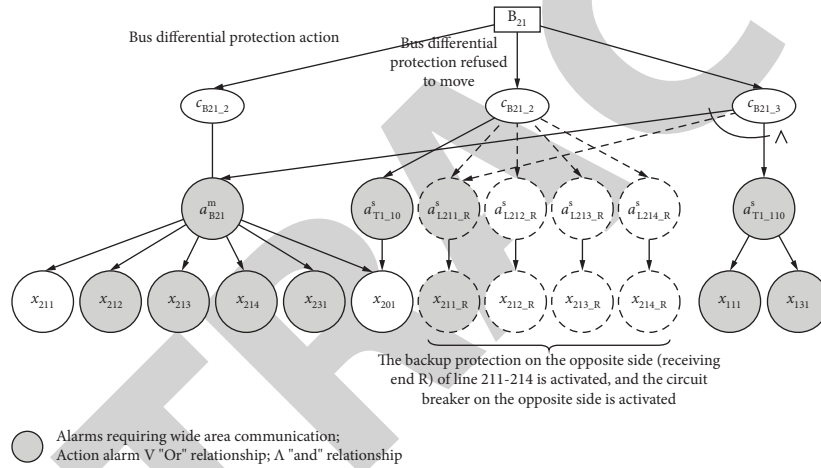 B21
Bus differential protection action
Bus differential
protection refused
to move
cB21_2
cB21_2
cB21_3
Λ
amB21
asT1_10
asL211_R
asL212_R
asL213_R
asL214_R
asT1_110
x211
x212
x213
x214
x231
x201
x211_R
x212_R
x213_R
x214_R
x111
x131
The backup protection on the opposite side (receiving
end R) of line 211-214 is activated, and the circuit
breaker on the opposite side is activated
Alarms requiring wide area communication;
Action alarm V "Or" relationship; Λ "and" relationship
TRAC